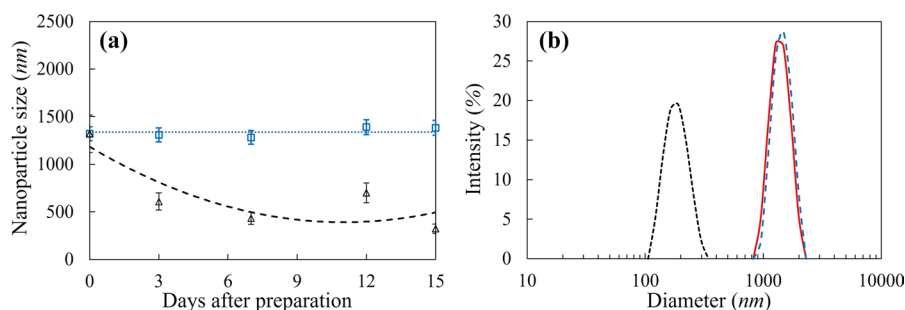 (a)
Nanoparticle size (nm)
2500
2000
1500
1000
500
0
0 3 6 9 12 15
Days after preparation
(b)
Intensity (%)
30
25
20
15
10
5
0
10 100 1000 10000
Diameter (nm)